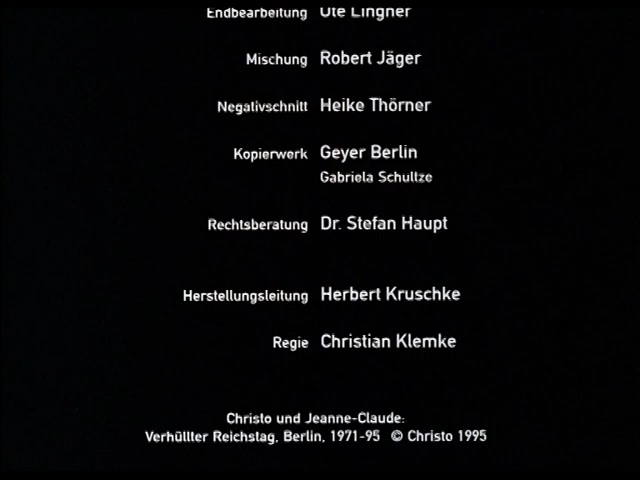 Endbearbeitung Ute Lingner
Mischung Robert Jäger
Negativschnitt Heike Thörner
Kopierwerk Geyer Berlin
Gabriela Schultze
Rechtsberatung Dr. Stefan Haupt
Herstellungsleitung Herbert Kruschke
Regie Christian Klemke
Christo und Jeanne-Claude:
Verhüllter Reichstag, Berlin, 1971-95 © Christo 1995